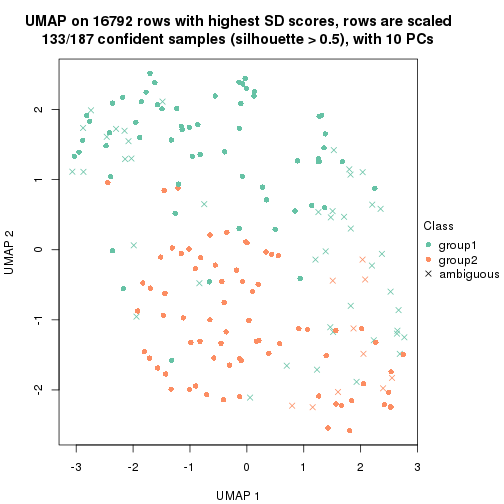 UMAP on 16792 rows with highest SD scores, rows are scaled
133/187 confident samples (silhouette > 0.5), with 10 PCs
2
1
0
-1
-2
UMAP 2
-3
-2
-1
0
1
2
3
UMAP 1
Class
group1
group2
ambiguous